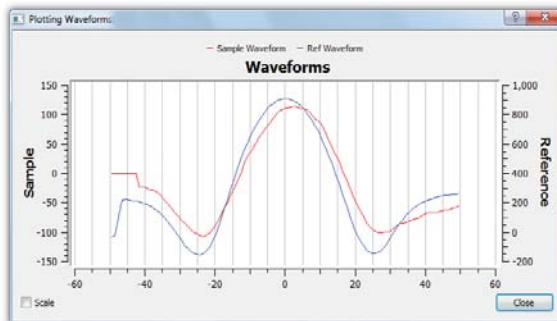 Plotting Waveforms
— Sample Waveform — Ref Waveform
Waveforms
150
100
50
0
-50
-100
-150
Sample
1,000
800
600
400
200
0
-200
Reference
-60 -40 -20 0 20 40 60
Scale
Close